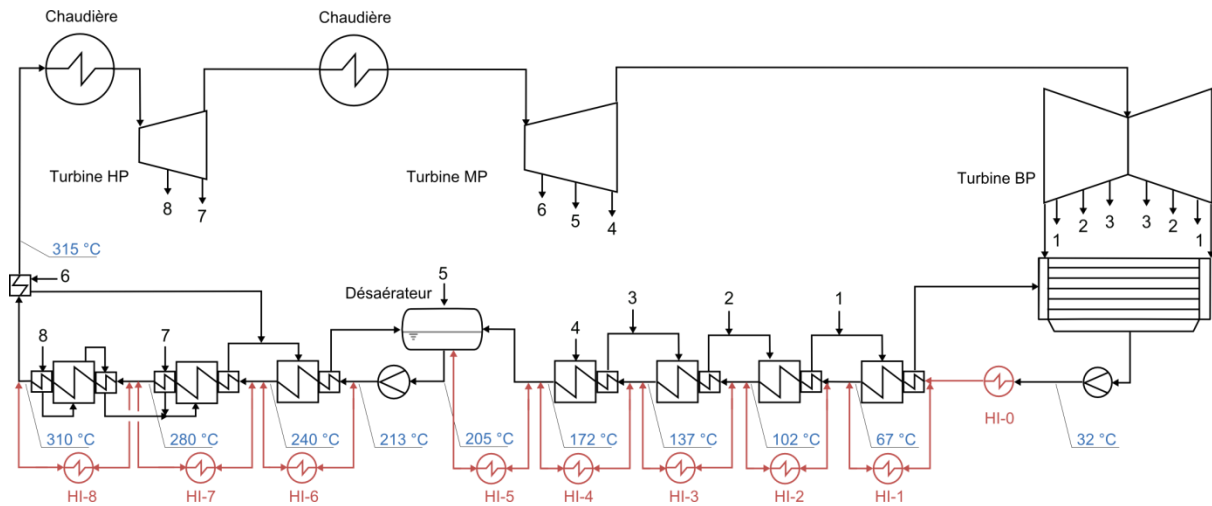 Chaudière
Chaudière
Turbine HP
8
7
Turbine MP
6
5
4
Turbine BP
1
2
3
3
2
1
315 °C
6
5
Désaérateur
8
7
4
3
2
1
310 °C
280 °C
240 °C
213 °C
205 °C
172 °C
137 °C
102 °C
67 °C
32 °C
HI-0
HI-8
HI-7
HI-6
HI-5
HI-4
HI-3
HI-2
HI-1